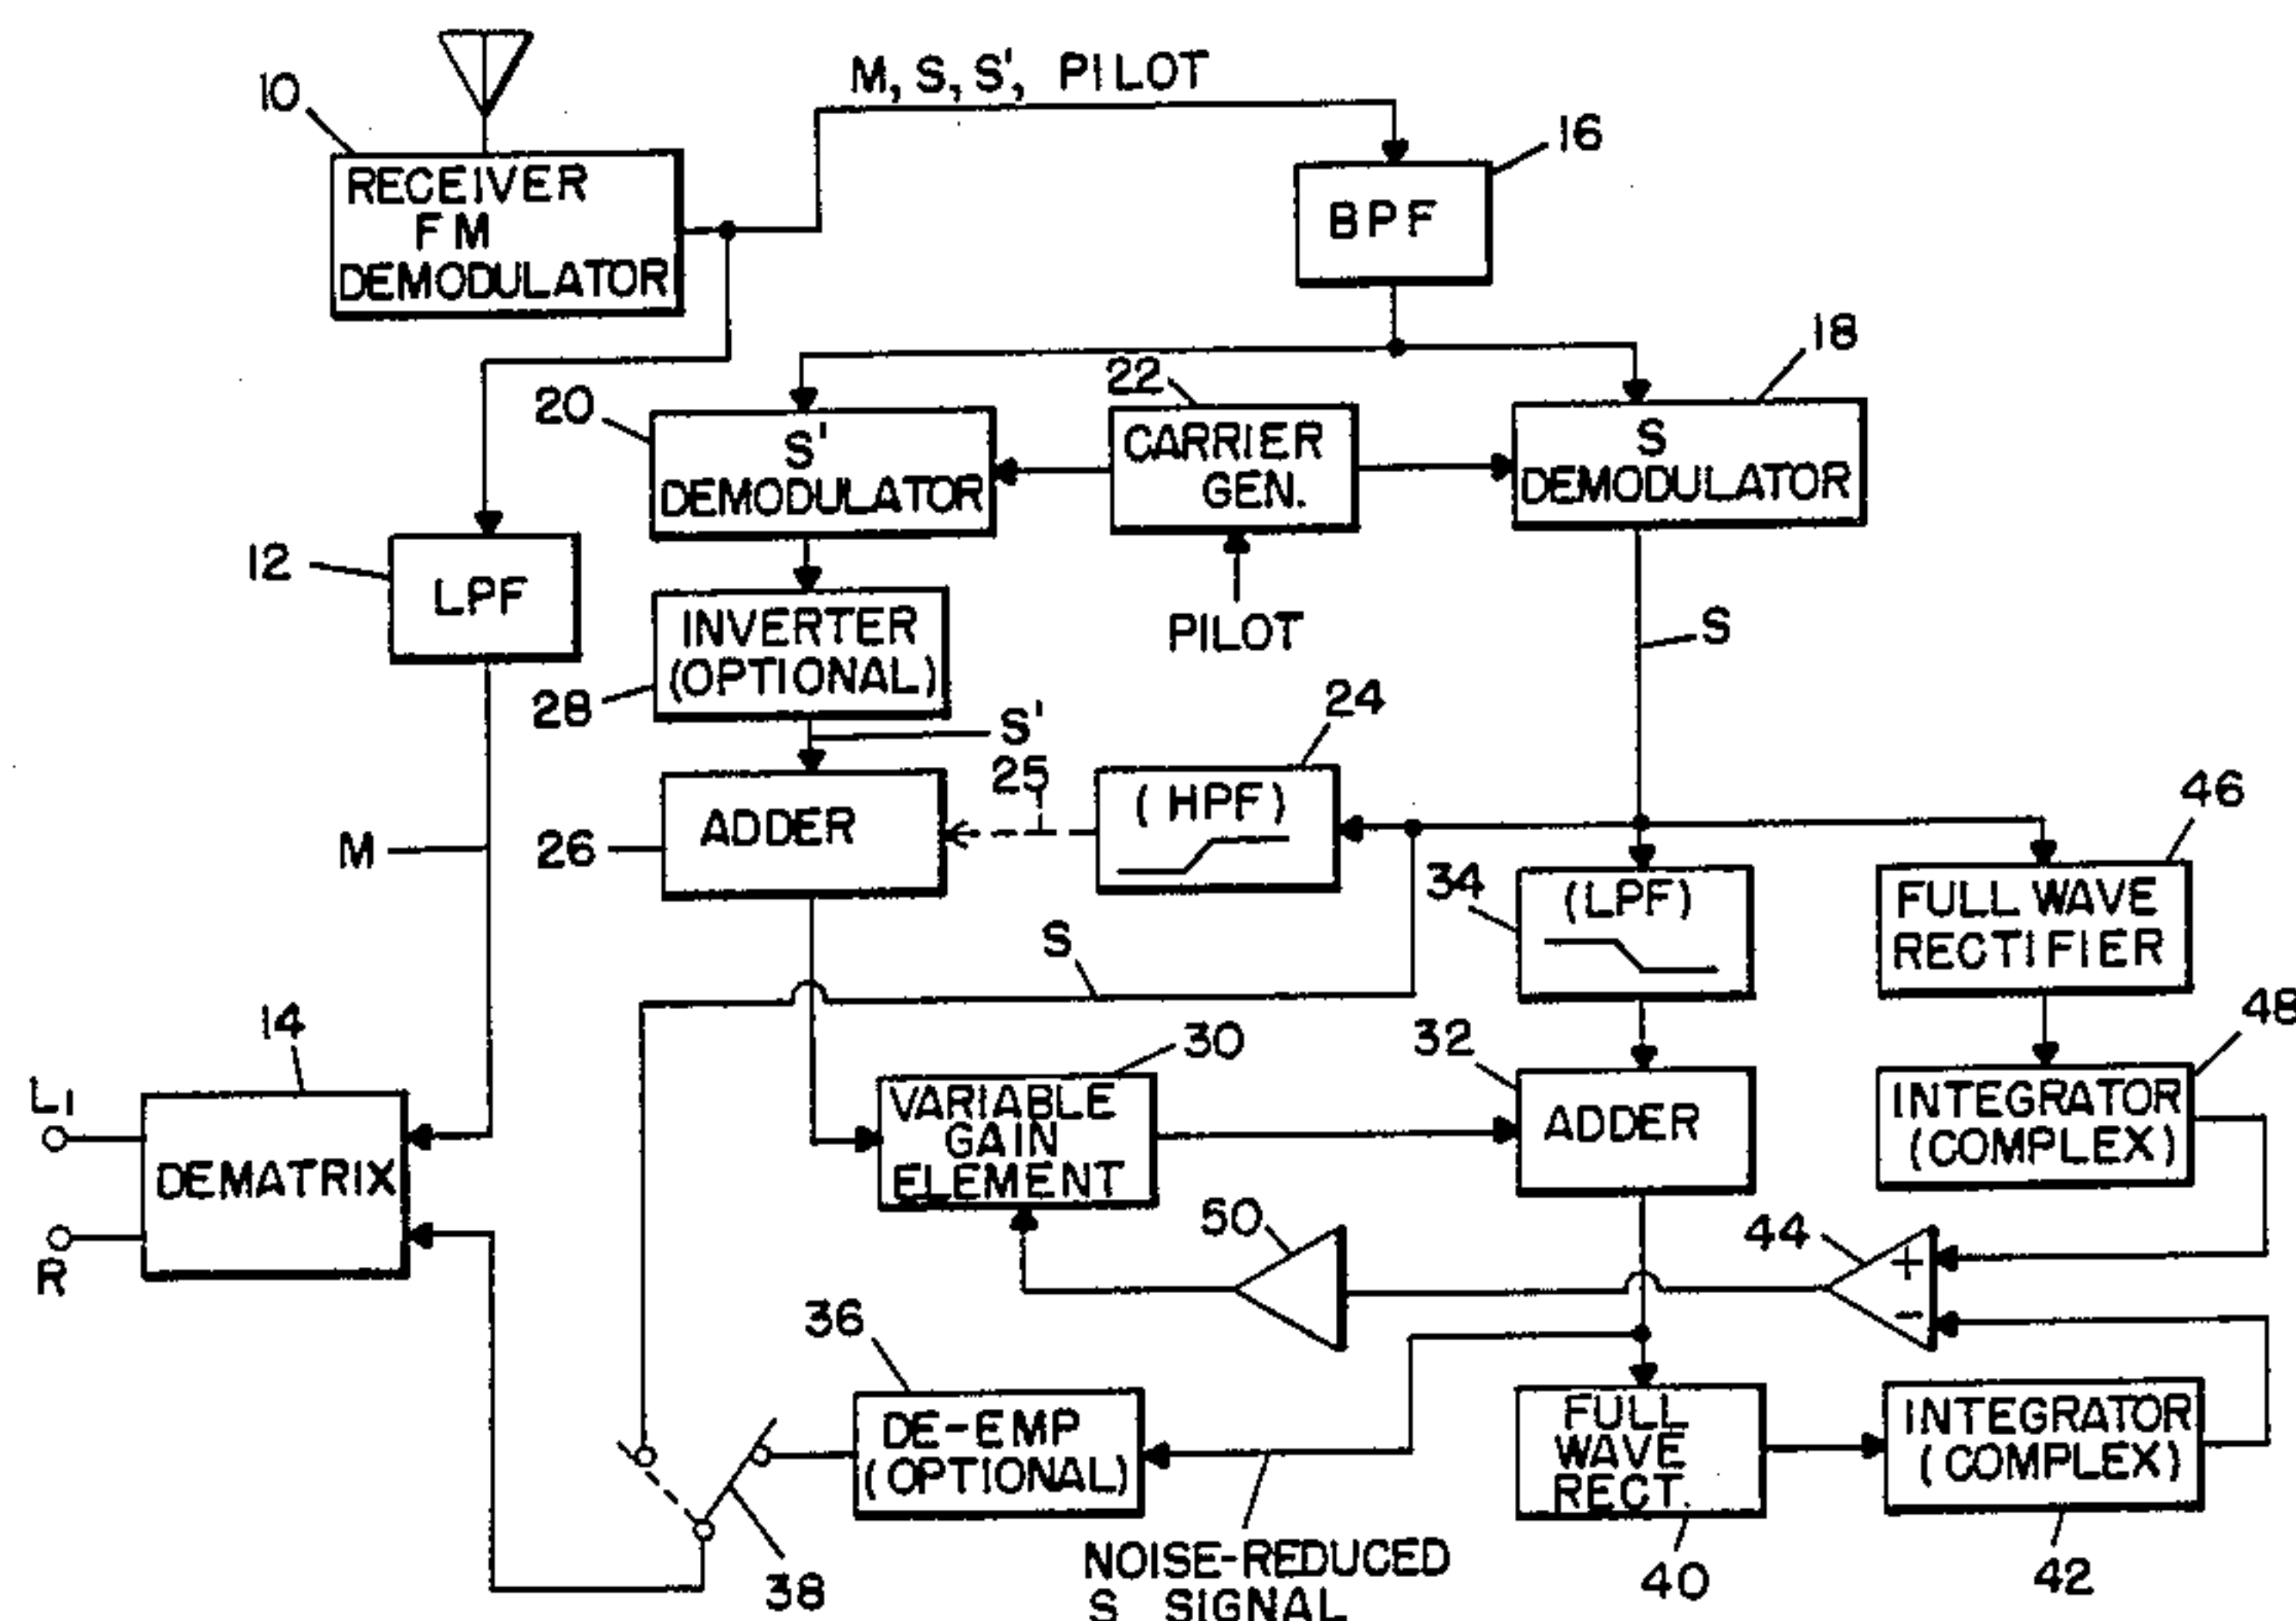 M, S, S', PILOT
10
16
RECEIVER
FM
DEMODULATOR
BPF
18
22
20
S'
DEMODULATOR
CARRIER
GEN.
S
DEMODULATOR
12
LPF
INVERTER
(OPTIONAL)
28
PILOT
S
S'
24
25
(HPF)
46
ADDER
26
M
34
(LPF)
FULL WAVE
RECTIFIER
S
48
14
30
32
L1
VARIABLE
GAIN
ELEMENT
ADDER
INTEGRATOR
(COMPLEX)
DEMATRIX
50
44
+
-
R
36
DE-EMP
(OPTIONAL)
FULL
WAVE
RECT.
INTEGRATOR
(COMPLEX)
38
NOISE-REDUCED
S SIGNAL
40
42